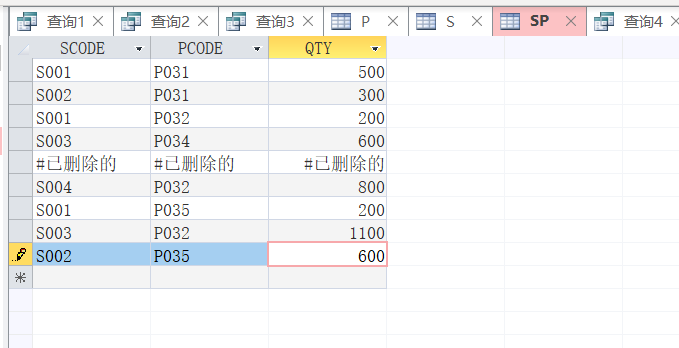 查询1 查询2 查询3 P S SP 查询4
SCODE PCODE QTY
S001 P031 500
S002 P031 300
S001 P032 200
S003 P034 600
#已删除的 #已删除的 #已删除的
S004 P032 800
S001 P035 200
S003 P032 1100
S002 P035 600